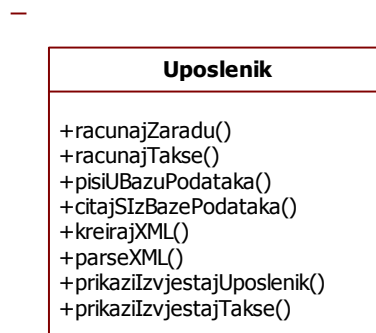 Uposlenik
+racunajZaradu()
+racunajTakse()
+pisiUBazuPodataka()
+citajSIzBazePodataka()
+kreirajXML()
+parseXML()
+prikaziIzvjestajUposlenik()
+prikaziIzvjestajTakse()